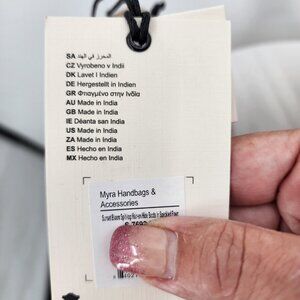 SA المحرز في الهند
CZ Vyrobeno v Indii
DK Lavet I Indien
DE Hergestellt in Indien
GR Φτιαγμένο στην Ινδία
AU Made in India
GB Made in India
IE Déanta san India
US Made in India
ZA Made in India
ES Hecho en India
MX Hecho en India
Myra Handbags &
Accessories